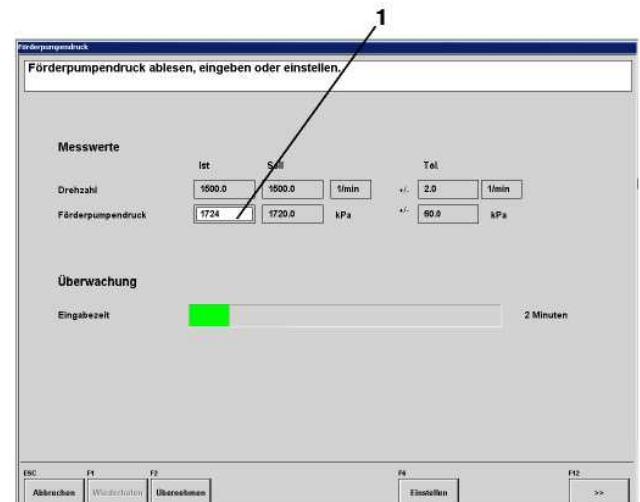 1
Förderpumpendruck
Förderpumpendruck ablesen, eingeben oder einstellen.
Messwerte
Ist Soll Tol.
Drehzahl 1500.0 1500.0 1/min +/- 2.0 1/min
Förderpumpendruck 1724 1720.0 kPa +/- 60.0 kPa
Überwachung
Eingabezeit 2 Minuten
ESC F1 F2 F6 F12
Abbrechen Wiederholen Übernehmen Einstellen >>